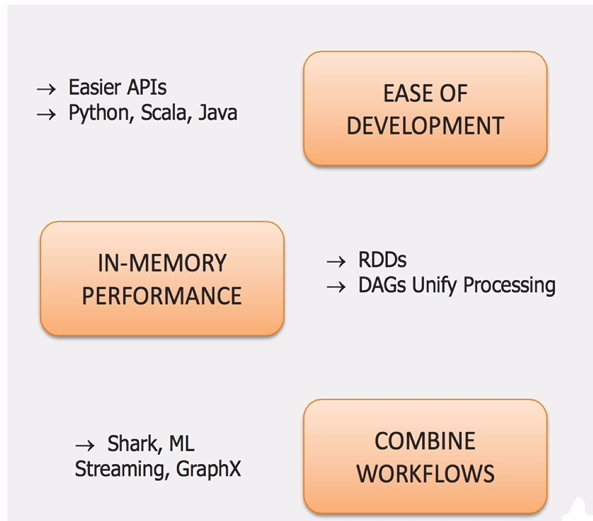 → Easier APIs
→ Python, Scala, Java
EASE OF
DEVELOPMENT
IN-MEMORY
PERFORMANCE
→ RDDs
→ DAGs Unify Processing
→ Shark, ML
Streaming, GraphX
COMBINE
WORKFLOWS